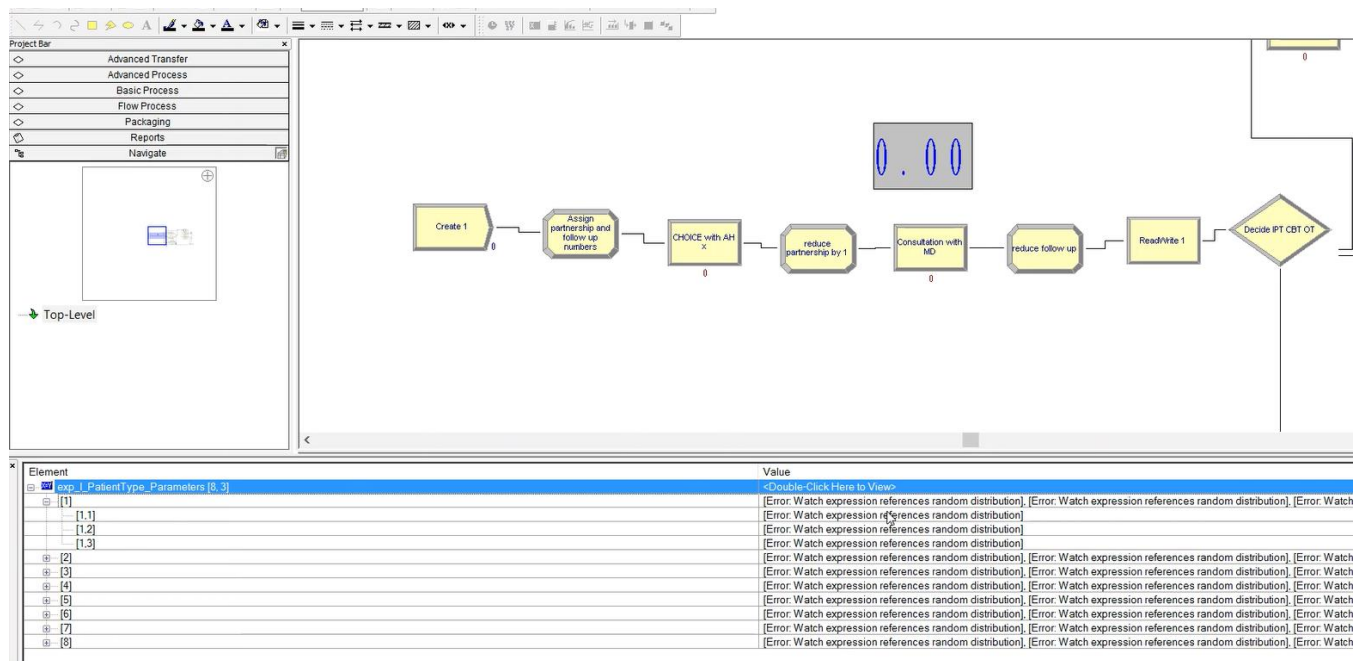 Project Bar
Advanced Transfer
Advanced Process
Basic Process
Flow Process
Packaging
Reports
Navigate
Top-Level
0
0.00
Create 1
0
Assign
partnership and
follow up
numbers
CHOICE with AH
X
0
reduce
partnership by 1
Consultation with
MD
0
reduce follow up
Read/Write 1
Decide IPT CBT OT
Element Value
exp_I_PatientType_Parameters [8, 3] <Double-Click Here to View>
[1] [Error: Watch expression references random distribution], [Error: Watch expression references random distribution], [Error: Watch
[1,1] [Error: Watch expression references random distribution]
[1,2] [Error: Watch expression references random distribution]
[1,3] [Error: Watch expression references random distribution]
[2] [Error: Watch expression references random distribution], [Error: Watch expression references random distribution], [Error: Watch
[3] [Error: Watch expression references random distribution], [Error: Watch expression references random distribution], [Error: Watch
[4] [Error: Watch expression references random distribution], [Error: Watch expression references random distribution], [Error: Watch
[5] [Error: Watch expression references random distribution], [Error: Watch expression references random distribution], [Error: Watch
[6] [Error: Watch expression references random distribution], [Error: Watch expression references random distribution], [Error: Watch
[7] [Error: Watch expression references random distribution], [Error: Watch expression references random distribution], [Error: Watch
[8] [Error: Watch expression references random distribution], [Error: Watch expression references random distribution], [Error: Watch